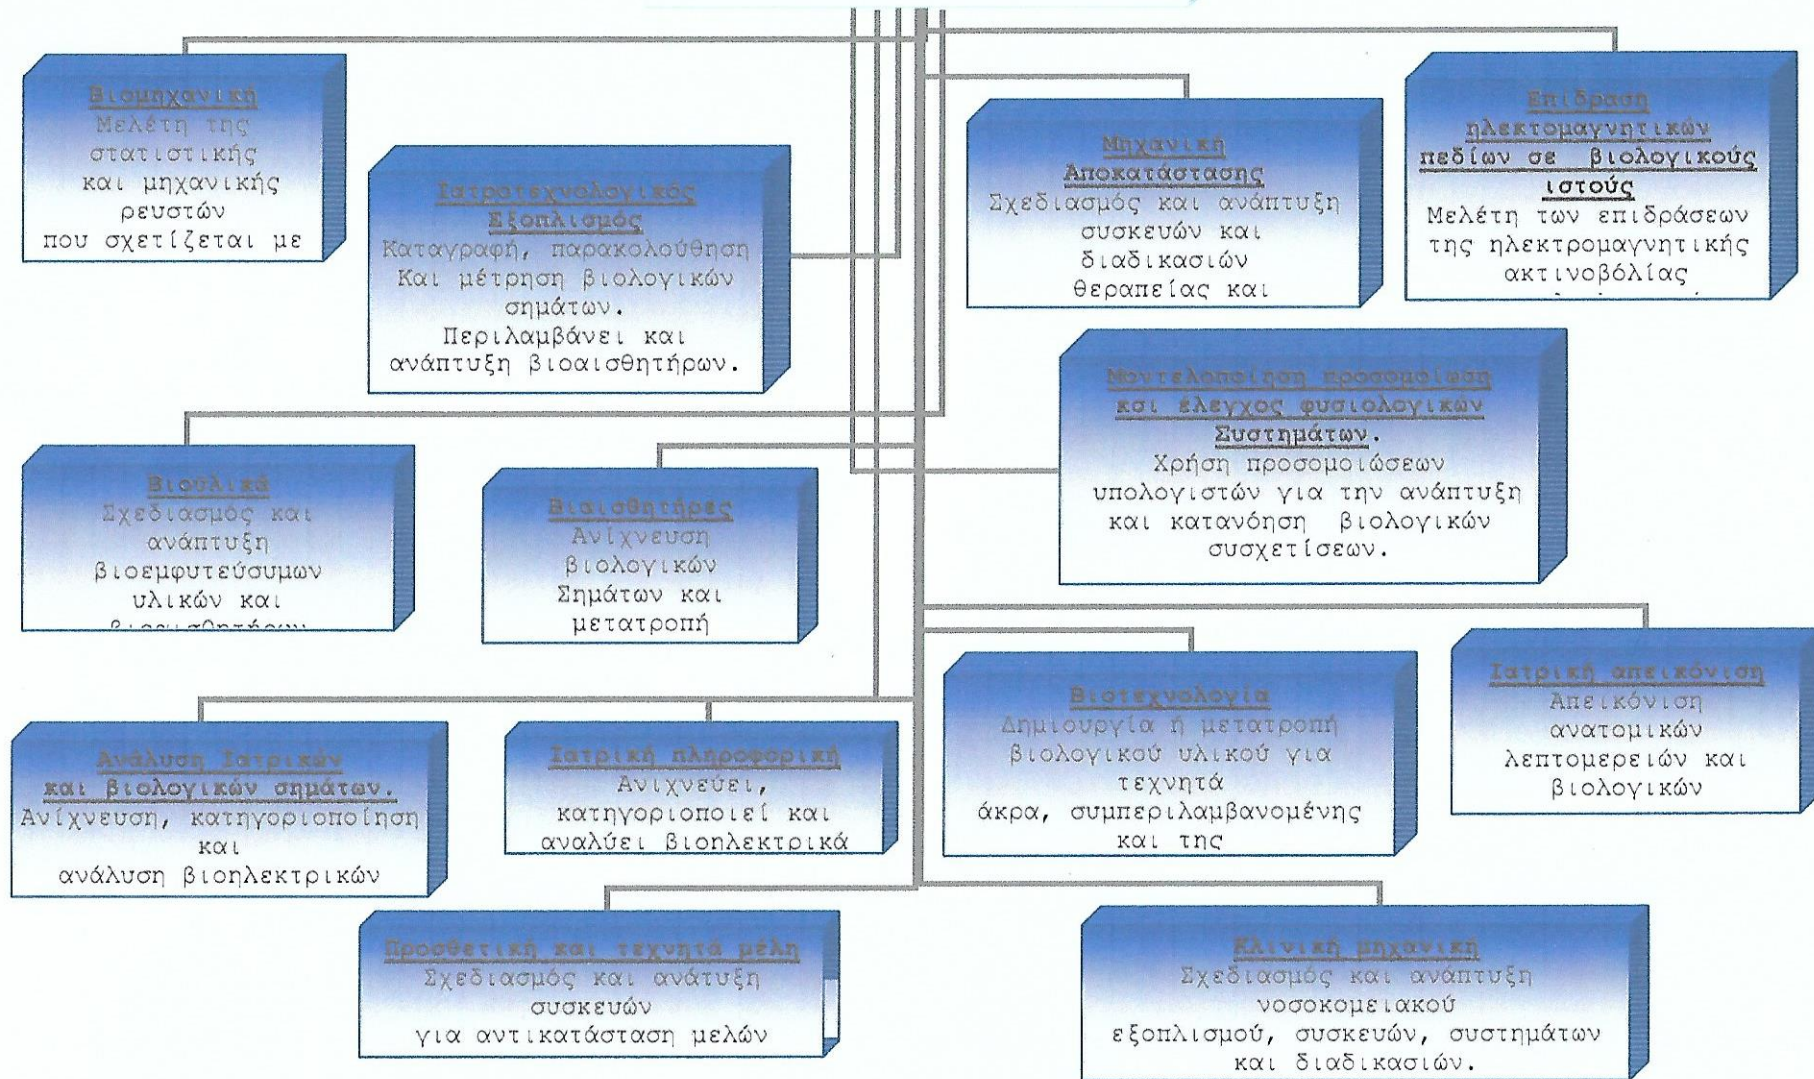 Βιομηχανική
Μελέτη της
στατιστικής
και μηχανικής
ρευστών
που σχετίζεται με
Ιατροτεχνολογικός
Εξοπλισμός
Καταγραφή, παρακολούθηση
Και μέτρηση βιολογικών
σημάτων.
Περιλαμβάνει και
ανάπτυξη βιοαισθητήρων.
Μηχανική
Αποκατάστασης
Σχεδιασμός και ανάπτυξη
συσκευών και
διαδικασιών
θεραπείας και
Επίδραση
ηλεκτομαγνητικών
πεδίων σε βιολογικούς
ιστούς
Μελέτη των επιδράσεων
της ηλεκτρομαγνητικής
ακτινοβόλίας
Βιοϋλικά
Σχεδιασμός και
ανάπτυξη
βιοεμφυτεύσυμων
υλικών και
βιοαισθητήρων
Βιαισθητήρες
Ανίχνευση
βιολογικών
Σημάτων και
μετατροπή
Μοντελοποίηση προσομοίωση
κσι έλεγχος φυσιολογικών
Συστημάτων.
Χρήση προσομοιώσεων
υπολογιστών για την ανάπτυξη
και κατανόηση βιολογικών
συσχετίσεων.
Ανάλυση Ιατρικών
και βιολογικών σημάτων.
Ανίχνευση, κατηγοριοποίηση
και
ανάλυση βιοηλεκτρικών
Ιατρική πληροφορική
Ανιχνεύει,
κατηγοριοποιεί και
αναλύει βιοηλεκτρικά
Βιοτεχνολογία
Δημιουργία ή μετατροπή
βιολογικού υλικού για
τεχνητά
άκρα, συμπεριλαμβανομένης
και της
Ιατρική απεικόνιση
Απεικόνιση
ανατομικών
λεπτομερειών και
βιολογικών
Προσθετική και τεχνητά μέλη
Σχεδιασμός και ανάτυξη
συσκευών
για αντικατάσταση μελών
Κλινική μηχανική
Σχεδιασμός και ανάπτυξη
νοσοκομειακού
εξοπλισμού, συσκευών, συστημάτων
και διαδικασιών.